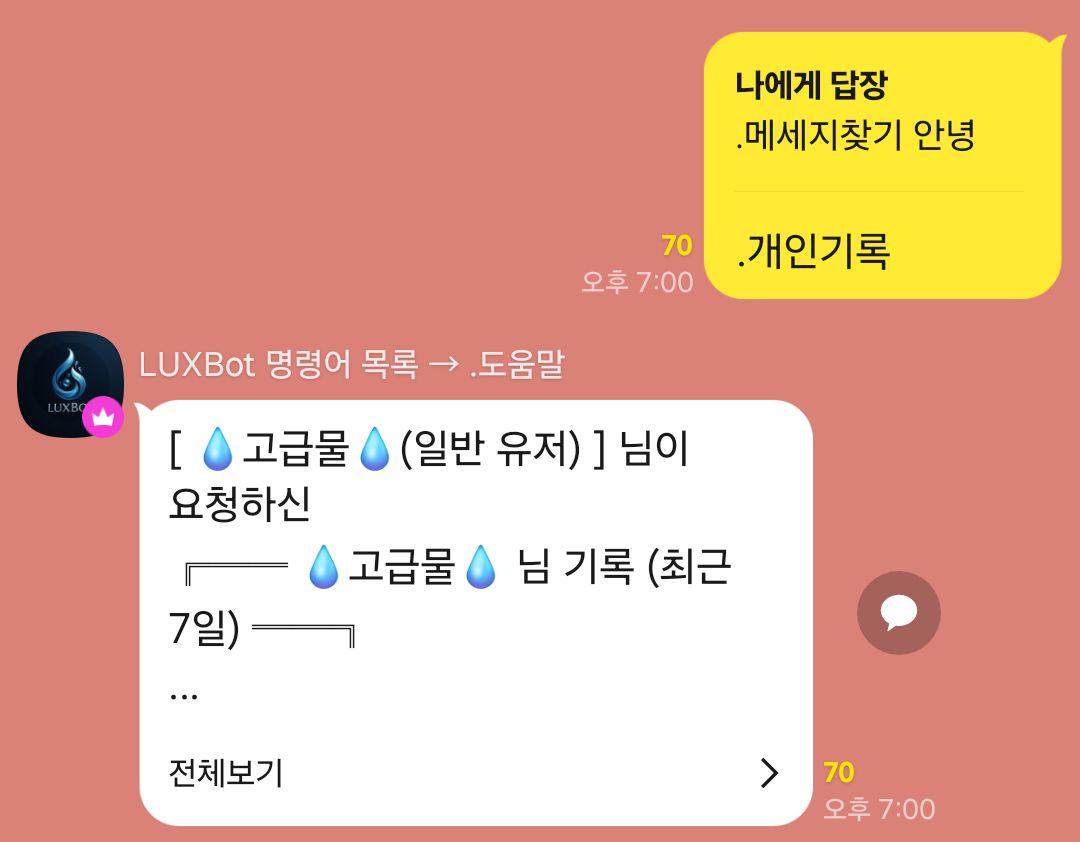 나에게 답장
.메세지찾기 안녕
.개인기록
70
오후 7:00
LUXBot 명령어 목록 → .도움말
[ 💧고급물💧(일반 유저) ] 님이
요청하신
╔═══ 💧고급물💧 님 기록 (최근
7일) ═══╗
...
전체보기
70
오후 7:00